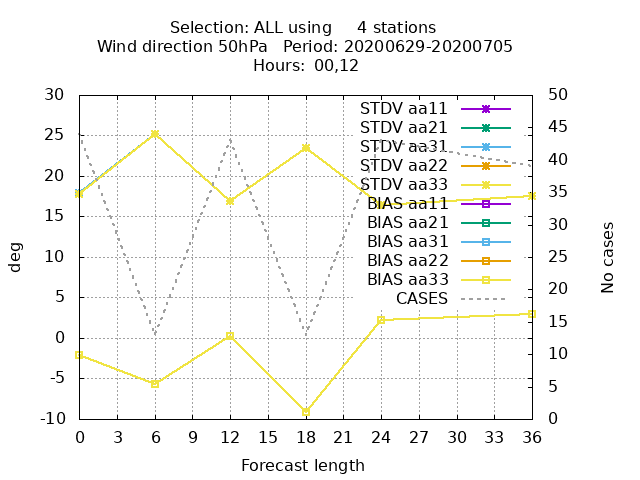 Selection: ALL using     4 stations
Wind direction 50hPa   Period: 20200629-20200705
Hours:  00,12
30 50
25 45
20 40
15 35
10 30
5 25
0 20
-5 15
-10 10
5
0
deg
No cases
STDV aa11
STDV aa21
STDV aa31
STDV aa22
STDV aa33
BIAS aa11
BIAS aa21
BIAS aa31
BIAS aa22
BIAS aa33
CASES
0 3 6 9 12 15 18 21 24 27 30 33 36
Forecast length